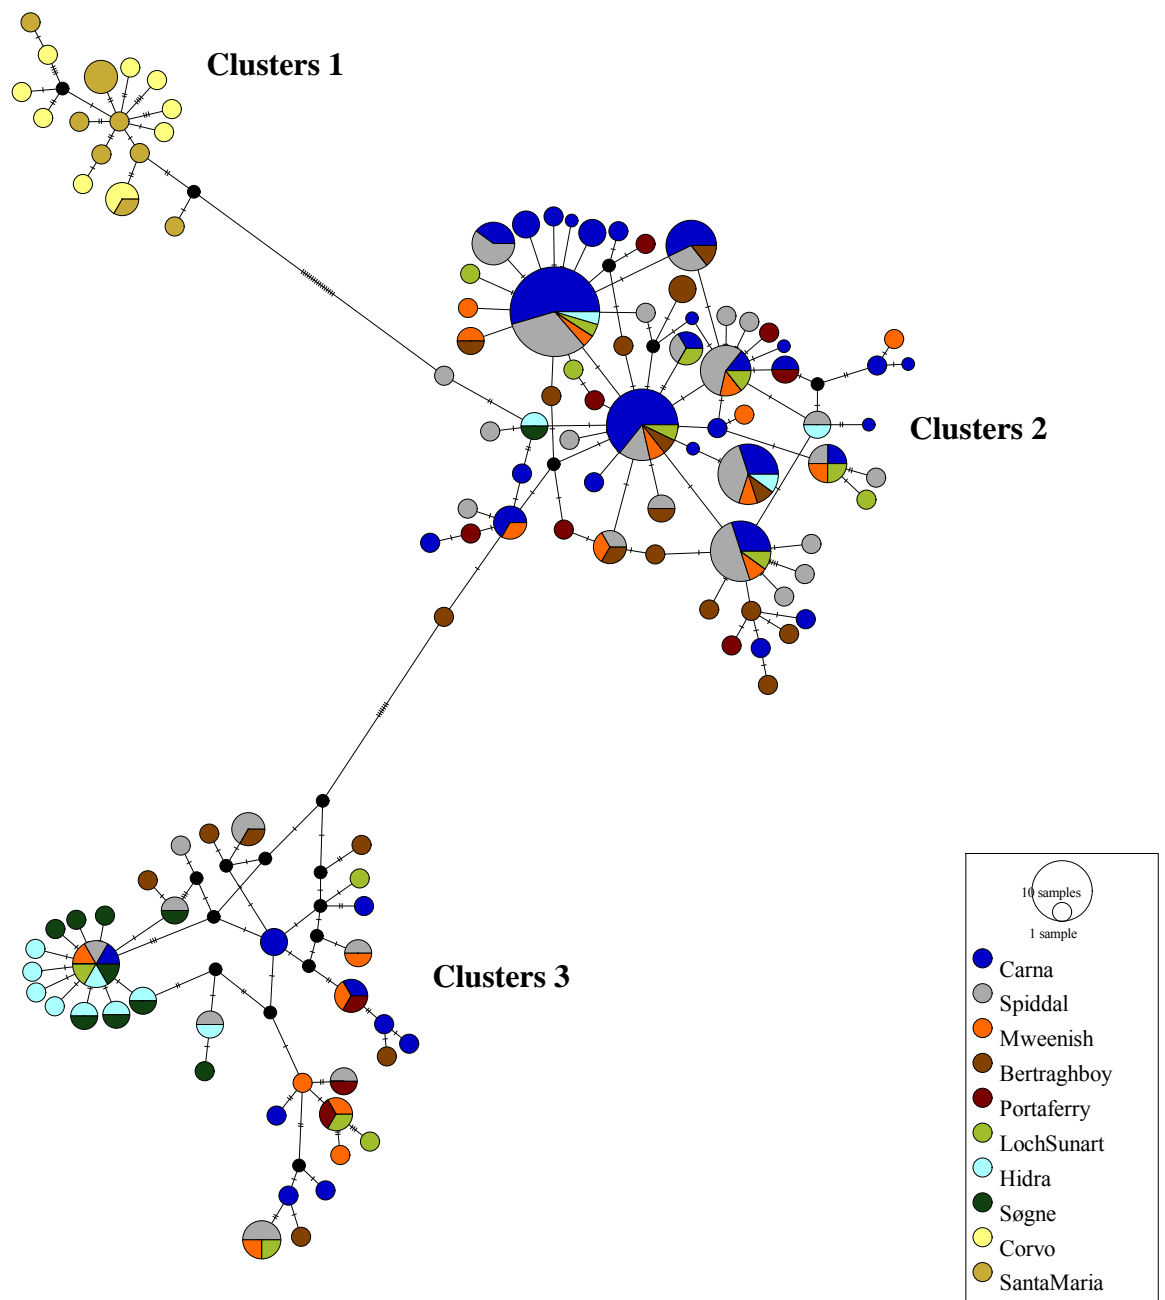 Clusters 1
Clusters 2
Clusters 3
10 samples
1 sample
Carna
Spiddal
Mweenish
Bertraghboy
Portaferry
LochSunart
Hidra
Søgne
Corvo
SantaMaria